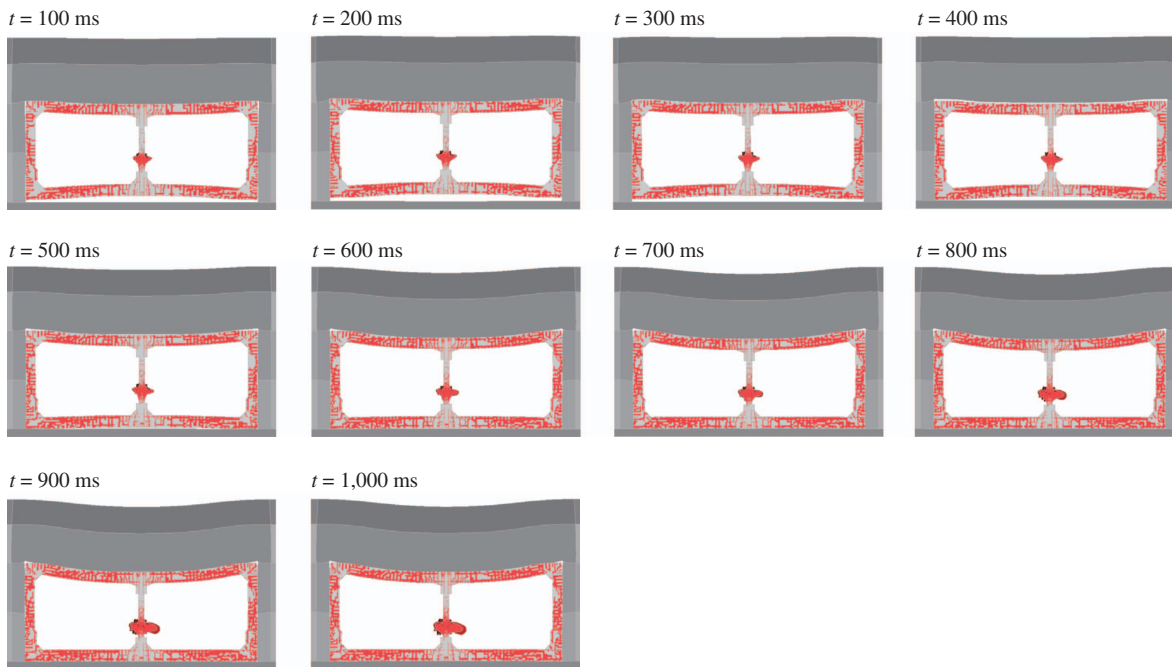 t = 100 ms
t = 200 ms
t = 300 ms
t = 400 ms
t = 500 ms
t = 600 ms
t = 700 ms
t = 800 ms
t = 900 ms
t = 1,000 ms